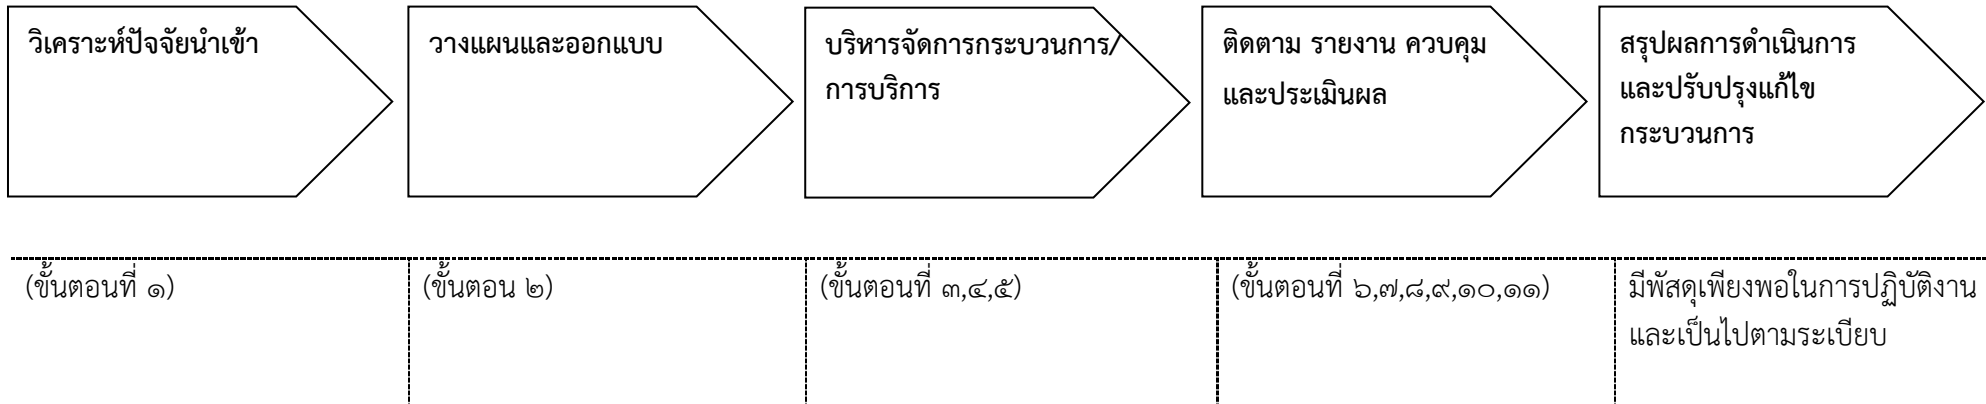 วิเคราะห์ปัจจัยนำเข้า
วางแผนและออกแบบ
บริหารจัดการกระบวนการ/
การบริการ
ติดตาม รายงาน ควบคุม
และประเมินผล
สรุปผลการดำเนินการ
และปรับปรุงแก้ไข
กระบวนการ
(ขั้นตอนที่ ๑)
(ขั้นตอน ๒)
(ขั้นตอนที่ ๓,๔,๕)
(ขั้นตอนที่ ๖,๗,๘,๙,๑๐,๑๑)
มีพัสดุเพียงพอในการปฏิบัติงาน
และเป็นไปตามระเบียบ